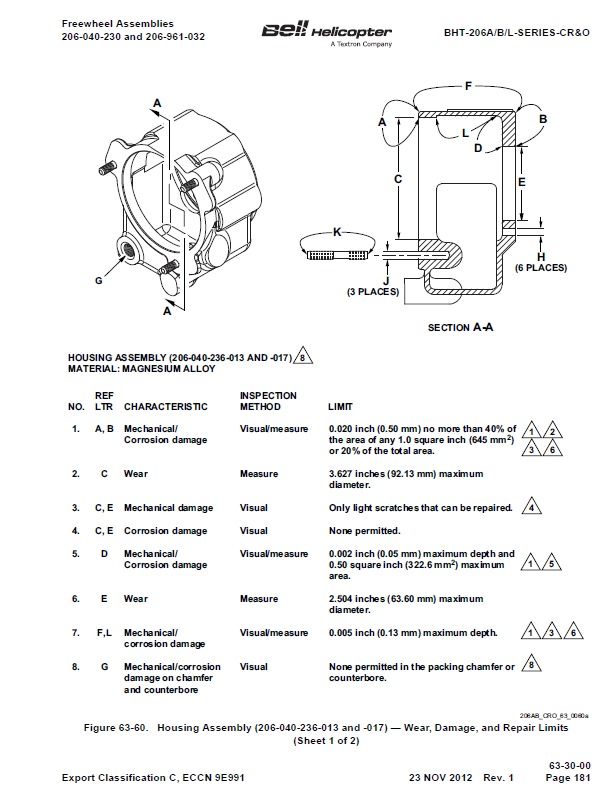 Freewheel Assemblies
206-040-230 and 206-961-032
Bell Helicopter
A Textron Company
BHT-206A/B/L-SERIES-CR&O
A
A
G
F
A
B
L
D
C
E
K
H
(6 PLACES)
J
(3 PLACES)
SECTION A-A
HOUSING ASSEMBLY (206-040-236-013 AND -017) 8
MATERIAL: MAGNESIUM ALLOY
REF INSPECTION
NO. LTR CHARACTERISTIC METHOD LIMIT
1. A, B Mechanical/ Visual/measure 0.020 inch (0.50 mm) no more than 40% of 1 2
Corrosion damage the area of any 1.0 square inch (645 mm²)
or 20% of the total area. 3 6
2. C Wear Measure 3.627 inches (92.13 mm) maximum
diameter.
3. C, E Mechanical damage Visual Only light scratches that can be repaired. 4
4. C, E Corrosion damage Visual None permitted.
5. D Mechanical/ Visual/measure 0.002 inch (0.05 mm) maximum depth and
Corrosion damage 0.50 square inch (322.6 mm²) maximum 1 5
area.
6. E Wear Measure 2.504 inches (63.60 mm) maximum
diameter.
7. F,L Mechanical/ Visual/measure 0.005 inch (0.13 mm) maximum depth. 1 3 6
corrosion damage
8. G Mechanical/corrosion Visual None permitted in the packing chamfer or 8
damage on chamfer counterbore.
and counterbore
206AB_CRO_63_0060a
Figure 63-60. Housing Assembly (206-040-236-013 and -017) — Wear, Damage, and Repair Limits
(Sheet 1 of 2)
63-30-00
Export Classification C, ECCN 9E991 23 NOV 2012 Rev. 1 Page 181